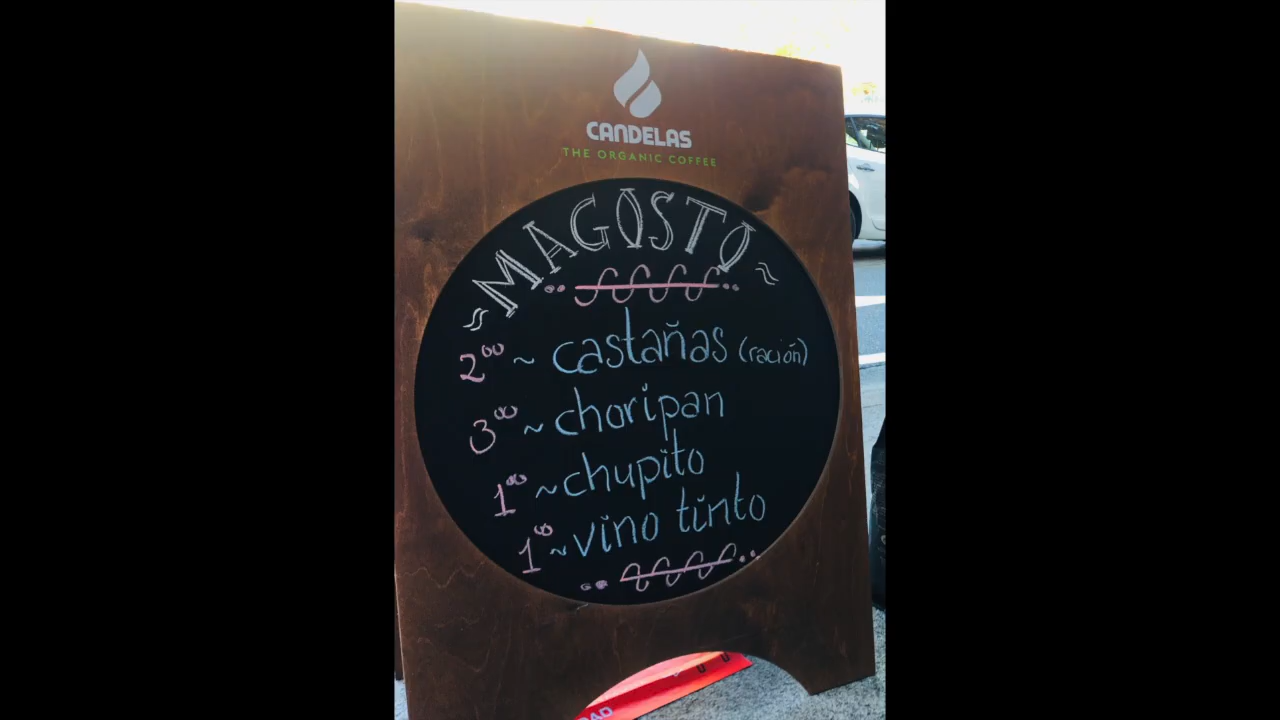 CANDELAS
THE ORGANIC COFFEE
MAGOSTO
2⁰⁰ ~ castañas (ración)
3⁰⁰ ~ choripan
1⁰⁰ ~ chupito
1⁰⁰ ~ vino tinto